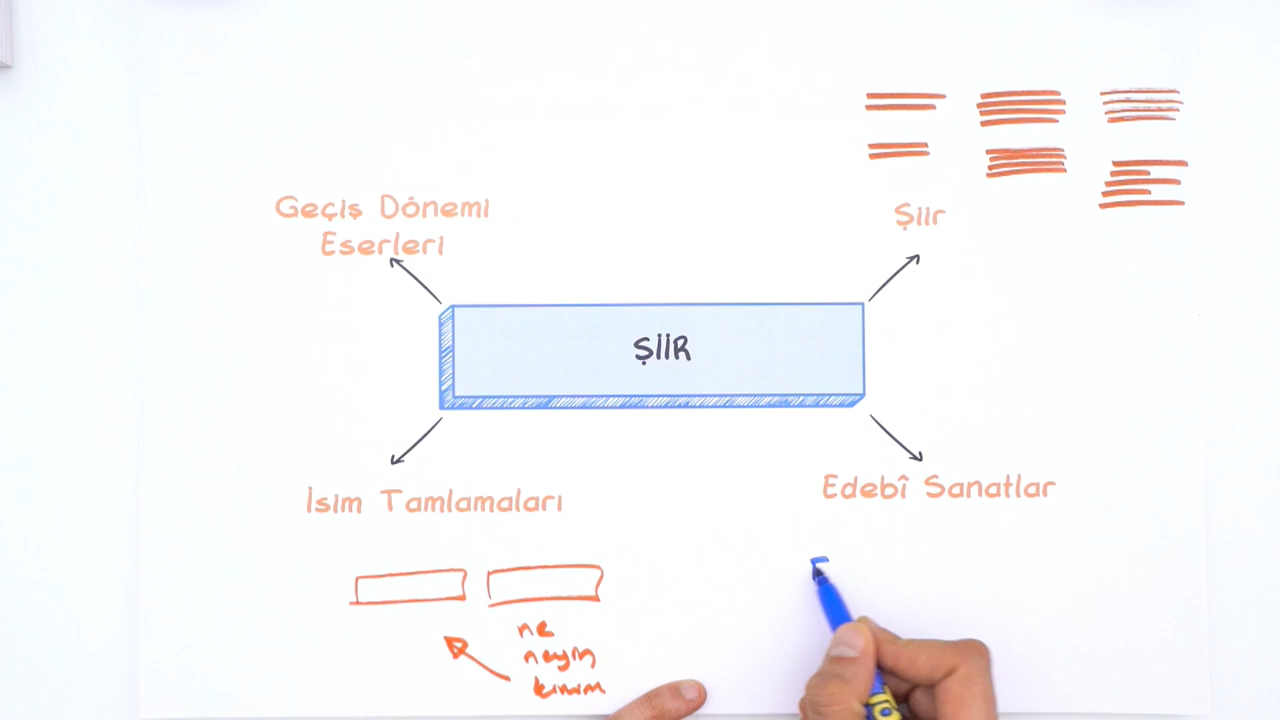 Geçiş Dönemi
Eserleri
Şiir
ŞİİR
İsim Tamlamaları
Edebî Sanatlar
ne
neyin
kimin